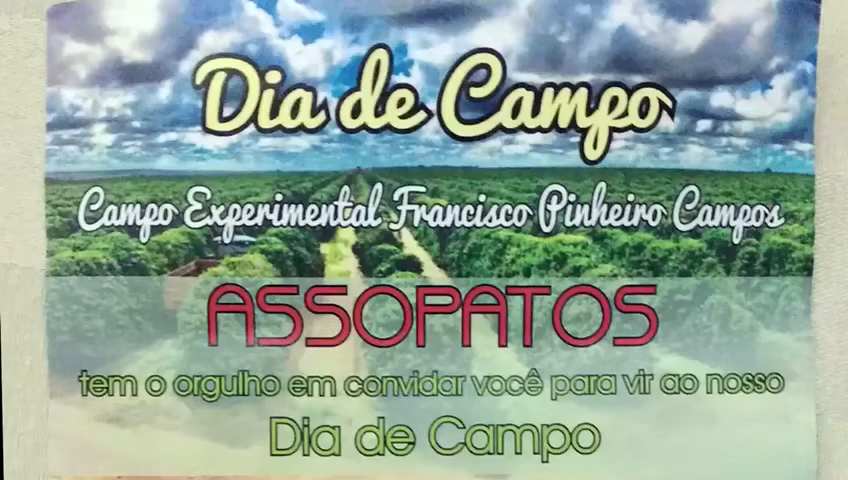 Dia de Campo
Campo Experimental Francisco Pinheiro Campos
ASSOPATOS
tem o orgulho em convidar você para vir ao nosso
Dia de Campo